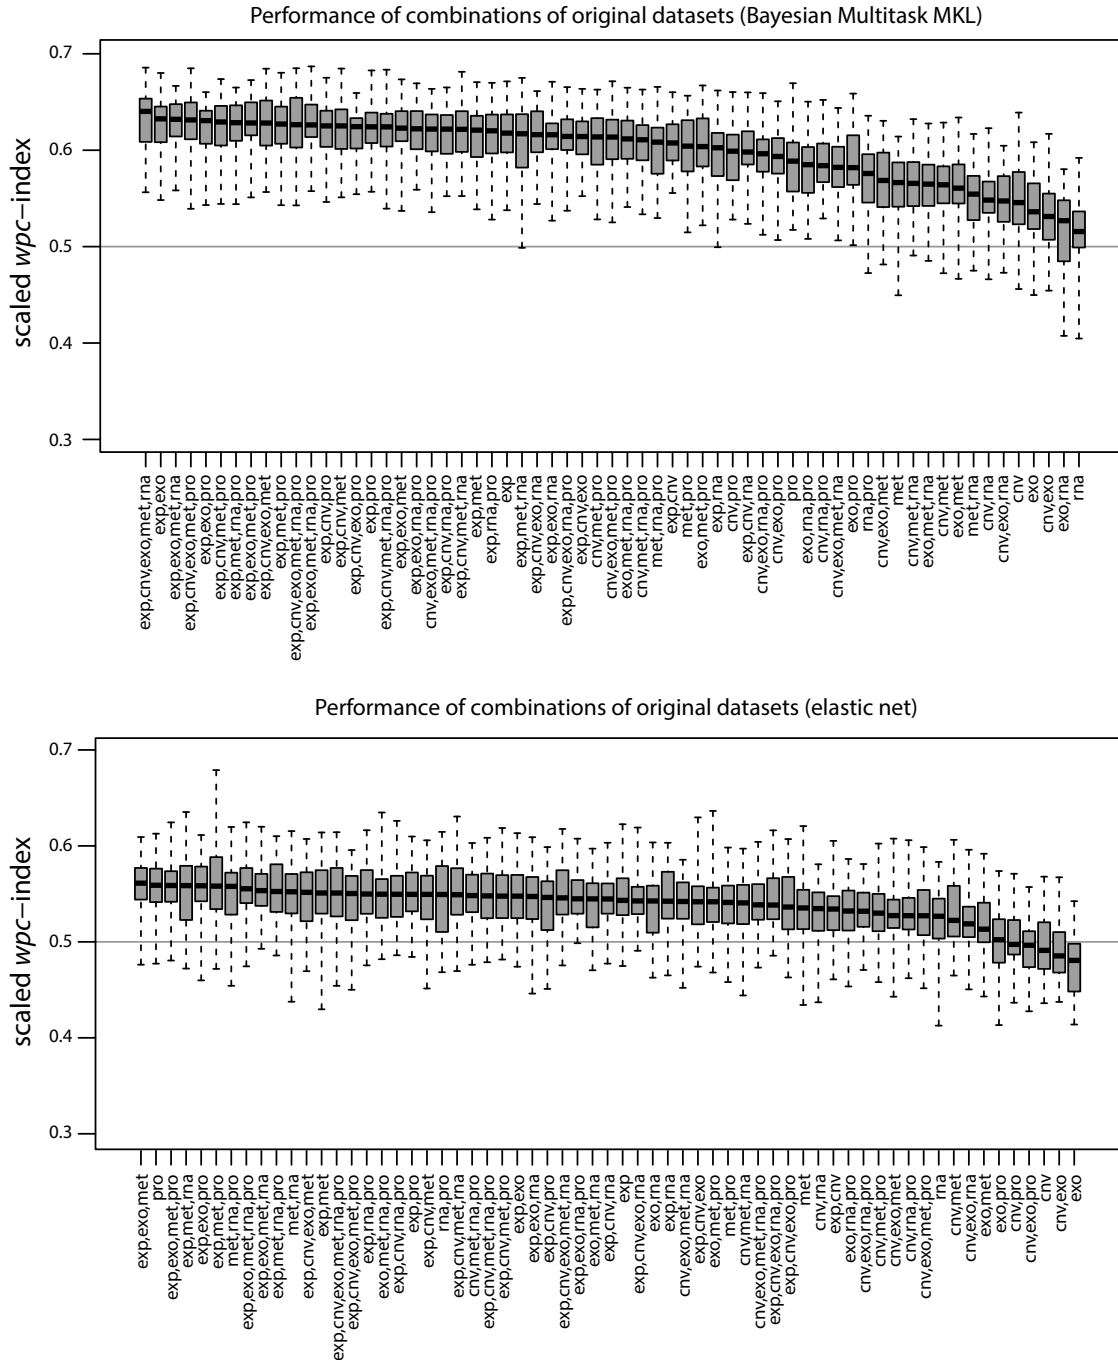 Performance of combinations of original datasets (Bayesian Multitask MKL)
scaled wpc−index
0.7
0.6
0.5
0.4
0.3
exp,cnv,exo,met,rna
exp,exo
exp,exo,met,rna
exp,cnv,exo,met,pro
exp,exo,pro
exp,cnv,met,pro
exp,met,rna,pro
exp,exo,met,pro
exp,cnv,exo,met
exp,met,pro
exp,cnv,exo,met,rna,pro
exp,exo,met,rna,pro
exp,cnv,pro
exp,cnv,met
exp,cnv,exo,pro
exp,pro
exp,cnv,met,rna,pro
exp,exo,met
exp,exo,rna,pro
cnv,exo,met,rna,pro
exp,cnv,rna,pro
exp,cnv,met,rna
exp,met
exp,rna,pro
exp
exp,met,rna
exp,cnv,exo,rna
exp,exo,rna
exp,cnv,exo,rna,pro
exp,cnv,exo
cnv,met,pro
cnv,exo,met,pro
exo,met,rna,pro
cnv,met,rna,pro
met,rna,pro
exp,cnv
met,pro
exo,met,pro
exp,rna
cnv,pro
exp,cnv,rna
cnv,exo,rna,pro
cnv,exo,pro
pro
exo,rna,pro
cnv,rna,pro
cnv,exo,met,rna
exo,pro
rna,pro
cnv,exo,met
met
cnv,met,rna
exo,met,rna
cnv,met
exo,met
met,rna
cnv,rna
cnv,exo,rna
cnv
exo
cnv,exo
exo,rna
rna
Performance of combinations of original datasets (elastic net)
scaled wpc−index
0.7
0.6
0.5
0.4
0.3
exp,exo,met
pro
exp,exo,met,pro
exp,met,rna
exp,exo,pro
exp,met,pro
met,rna,pro
exp,exo,met,rna,pro
exp,exo,met,rna
exp,met,rna,pro
met,rna
exp,cnv,exo,met
exp,met
exp,cnv,exo,met,rna,pro
exp,cnv,exo,met,pro
exp,rna,pro
exo,met,rna,pro
exp,cnv,rna,pro
exp,pro
exp,cnv,met
rna,pro
exp,cnv,met,rna
cnv,met,rna,pro
exp,cnv,met,rna,pro
exp,cnv,met,pro
exp,exo
exp,exo,rna
exp,cnv,pro
exp,cnv,exo,met,rna
exp,exo,rna,pro
exo,met,rna
exp,cnv,rna
exp
exp,cnv,exo,rna
exo,rna
exp,rna
cnv,exo,met,rna
exp,cnv,exo
exo,met,pro
met,pro
cnv,met,rna
cnv,exo,met,rna,pro
exp,cnv,exo,rna,pro
exp,cnv,exo,pro
met
cnv,rna
exp,cnv
exo,rna,pro
cnv,exo,rna,pro
cnv,met,pro
cnv,exo,met
cnv,rna,pro
cnv,exo,met,pro
rna
cnv,met
cnv,exo,rna
exo,met
exo,pro
cnv,pro
cnv,exo,pro
cnv
cnv,exo
exo